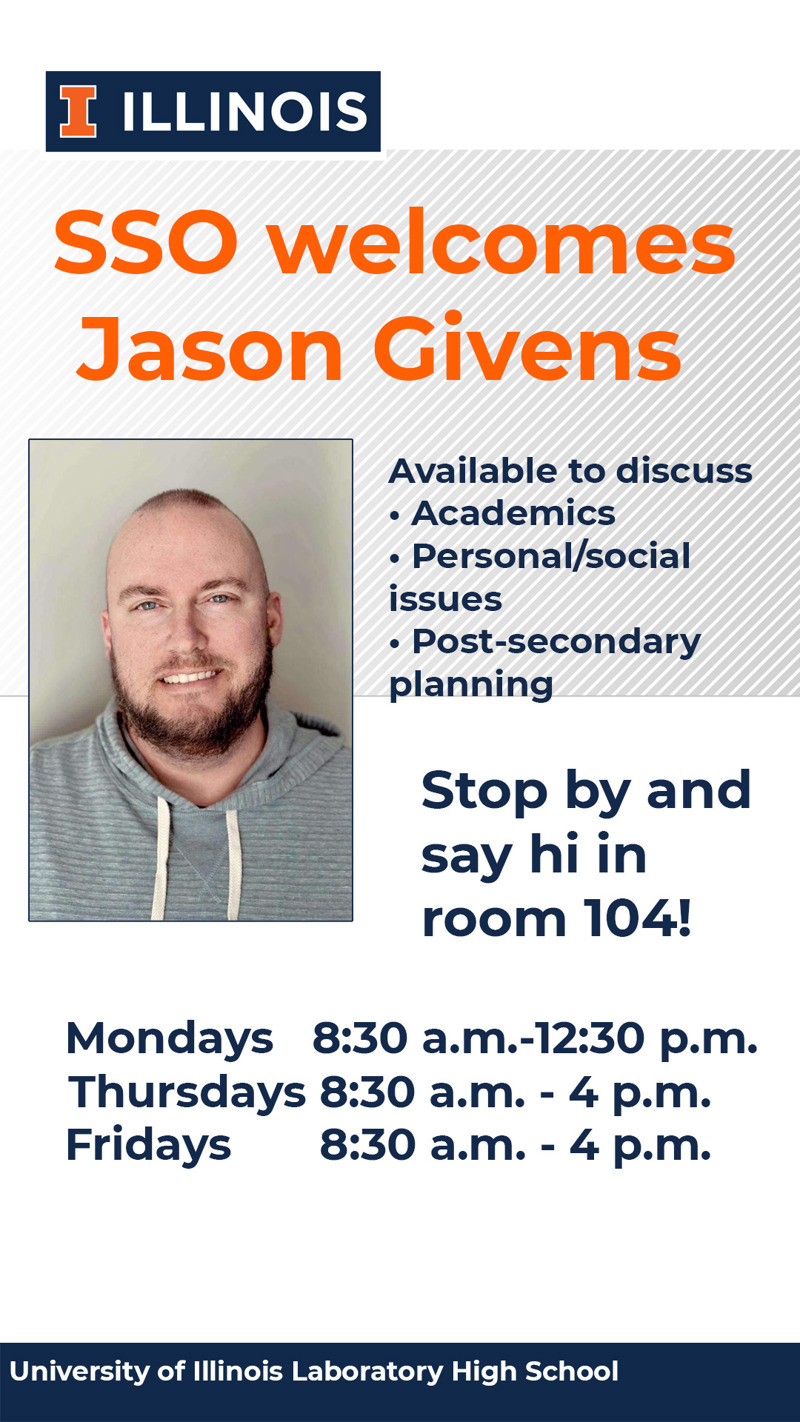 I ILLINOIS
SSO welcomes
Jason Givens
Available to discuss
• Academics
• Personal/social
issues
• Post-secondary
planning
Stop by and
say hi in
room 104!
Mondays 8:30 a.m.-12:30 p.m.
Thursdays 8:30 a.m. - 4 p.m.
Fridays 8:30 a.m. - 4 p.m.
University of Illinois Laboratory High School